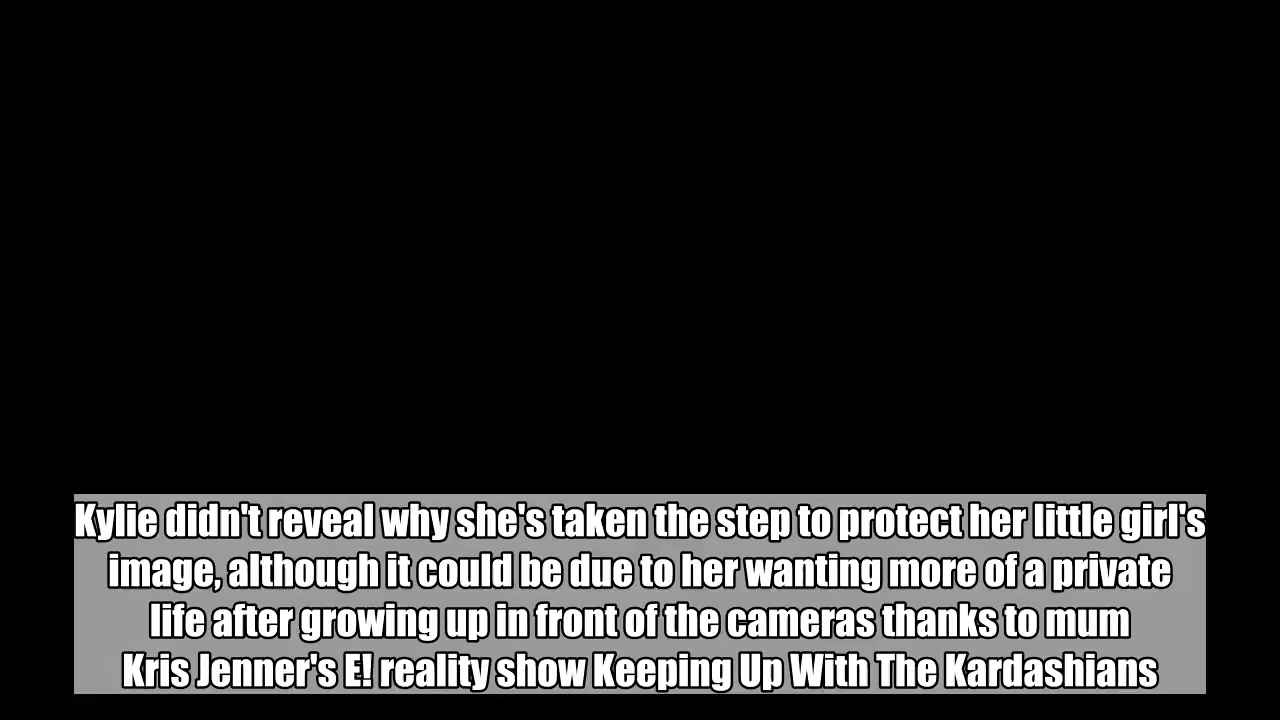 Kylie didn't reveal why she's taken the step to protect her little girl's
image, although it could be due to her wanting more of a private
life after growing up in front of the cameras thanks to mum
Kris Jenner's E! reality show Keeping Up With The Kardashians